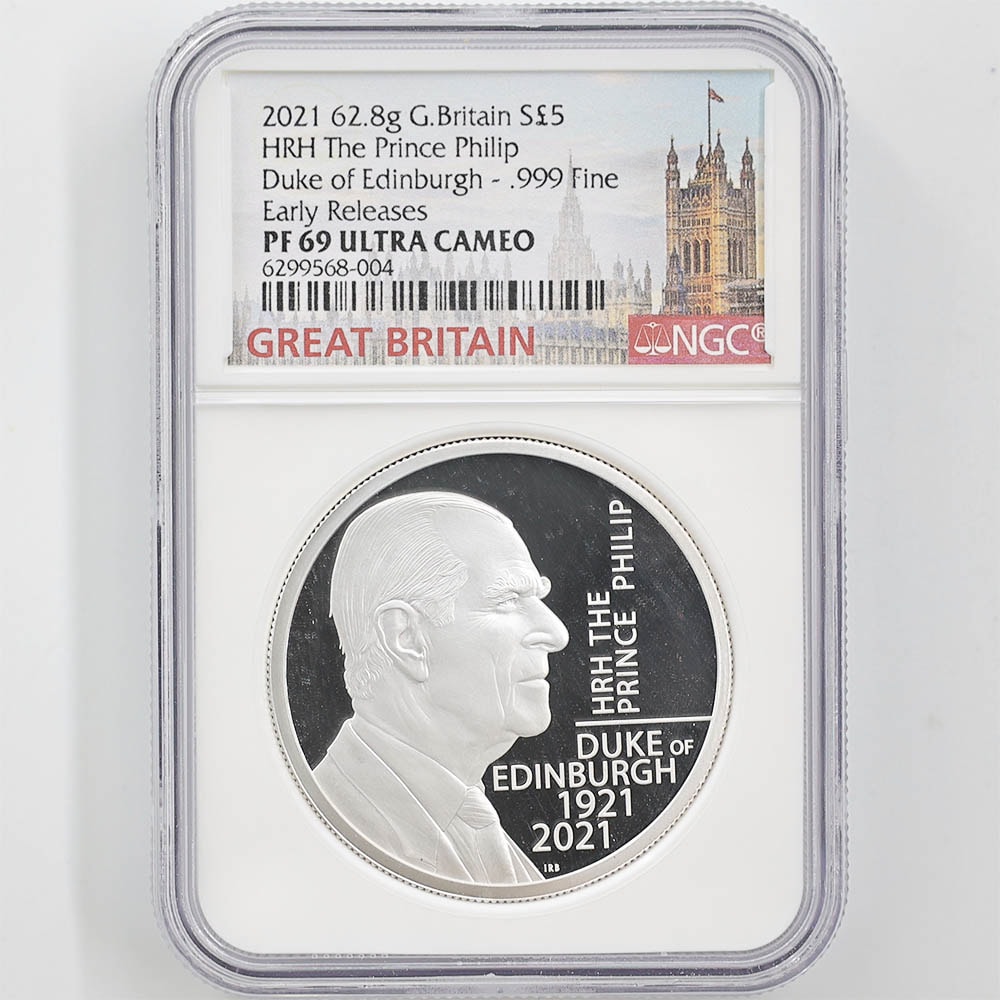 2021 62.8g G.Britain S£5
HRH The Prince Philip
Duke of Edinburgh - .999 Fine
Early Releases
PF 69 ULTRA CAMEO
6299568-004
GREAT BRITAIN
NGC®
HRH THE
PRINCE PHILIP
DUKE OF
EDINBURGH
1921
2021
IRB